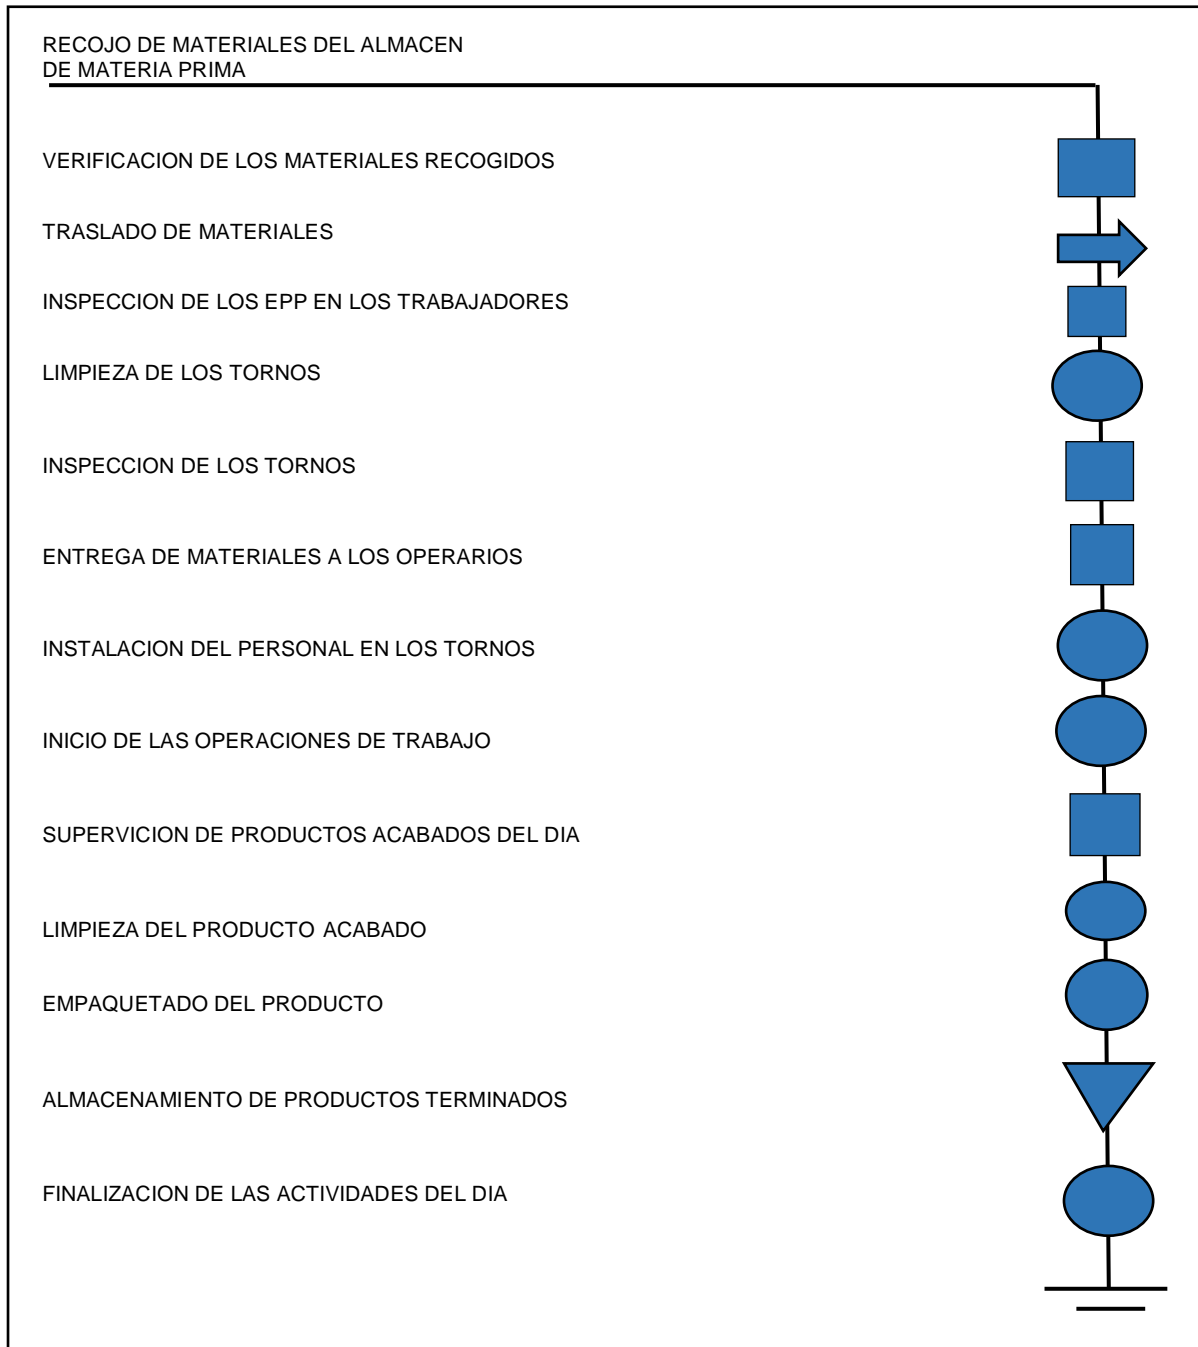 RECOJO DE MATERIALES DEL ALMACEN
DE MATERIA PRIMA
VERIFICACION DE LOS MATERIALES RECOGIDOS
TRASLADO DE MATERIALES
INSPECCION DE LOS EPP EN LOS TRABAJADORES
LIMPIEZA DE LOS TORNOS
INSPECCION DE LOS TORNOS
ENTREGA DE MATERIALES A LOS OPERARIOS
INSTALACION DEL PERSONAL EN LOS TORNOS
INICIO DE LAS OPERACIONES DE TRABAJO
SUPERVICION DE PRODUCTOS ACABADOS DEL DIA
LIMPIEZA DEL PRODUCTO ACABADO
EMPAQUETADO DEL PRODUCTO
ALMACENAMIENTO DE PRODUCTOS TERMINADOS
FINALIZACION DE LAS ACTIVIDADES DEL DIA